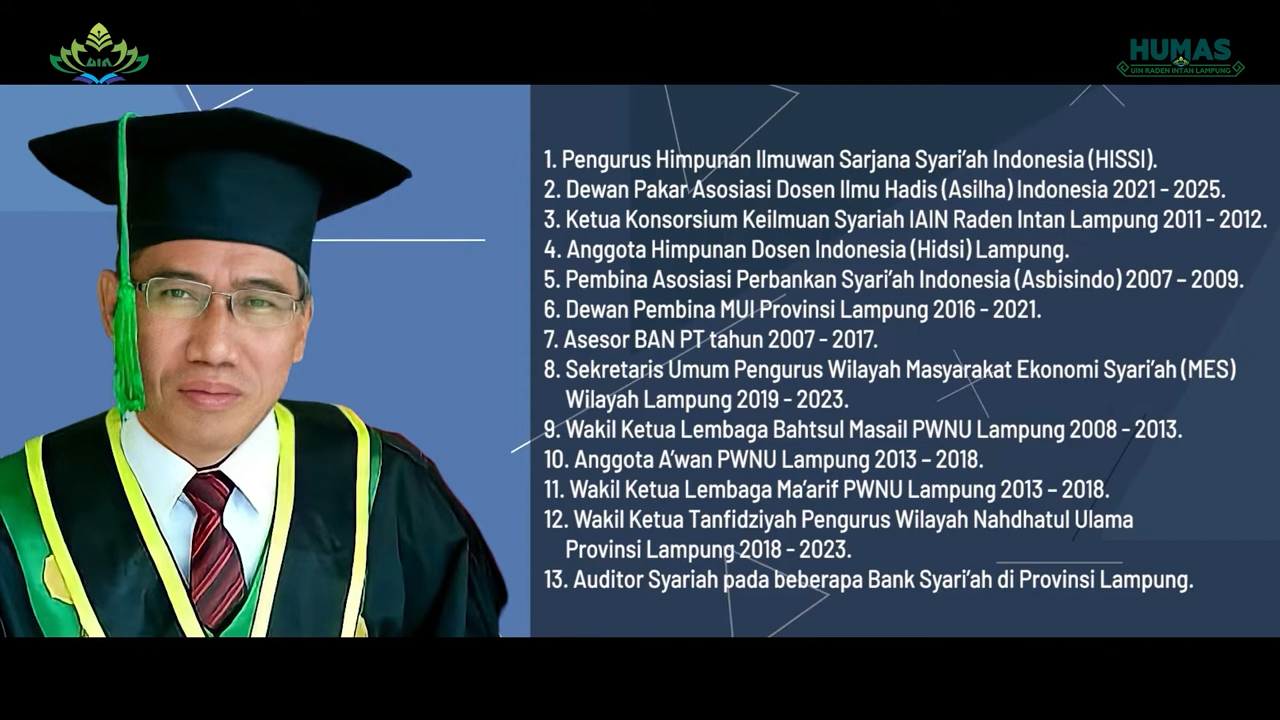 HUMAS
UIN RADEN INTAN LAMPUNG
1. Pengurus Himpunan Ilmuwan Sarjana Syari’ah Indonesia (HISSI).
2. Dewan Pakar Asosiasi Dosen Ilmu Hadis (Asilha) Indonesia 2021 - 2025.
3. Ketua Konsorsium Keilmuan Syariah IAIN Raden Intan Lampung 2011 - 2012.
4. Anggota Himpunan Dosen Indonesia (Hidsi) Lampung.
5. Pembina Asosiasi Perbankan Syari’ah Indonesia (Asbisindo) 2007 – 2009.
6. Dewan Pembina MUI Provinsi Lampung 2016 - 2021.
7. Asesor BAN PT tahun 2007 - 2017.
8. Sekretaris Umum Pengurus Wilayah Masyarakat Ekonomi Syari’ah (MES)
Wilayah Lampung 2019 - 2023.
9. Wakil Ketua Lembaga Bahtsul Masail PWNU Lampung 2008 - 2013.
10. Anggota A’wan PWNU Lampung 2013 – 2018.
11. Wakil Ketua Lembaga Ma’arif PWNU Lampung 2013 – 2018.
12. Wakil Ketua Tanfidziyah Pengurus Wilayah Nahdhatul Ulama
Provinsi Lampung 2018 - 2023.
13. Auditor Syariah pada beberapa Bank Syari’ah di Provinsi Lampung.